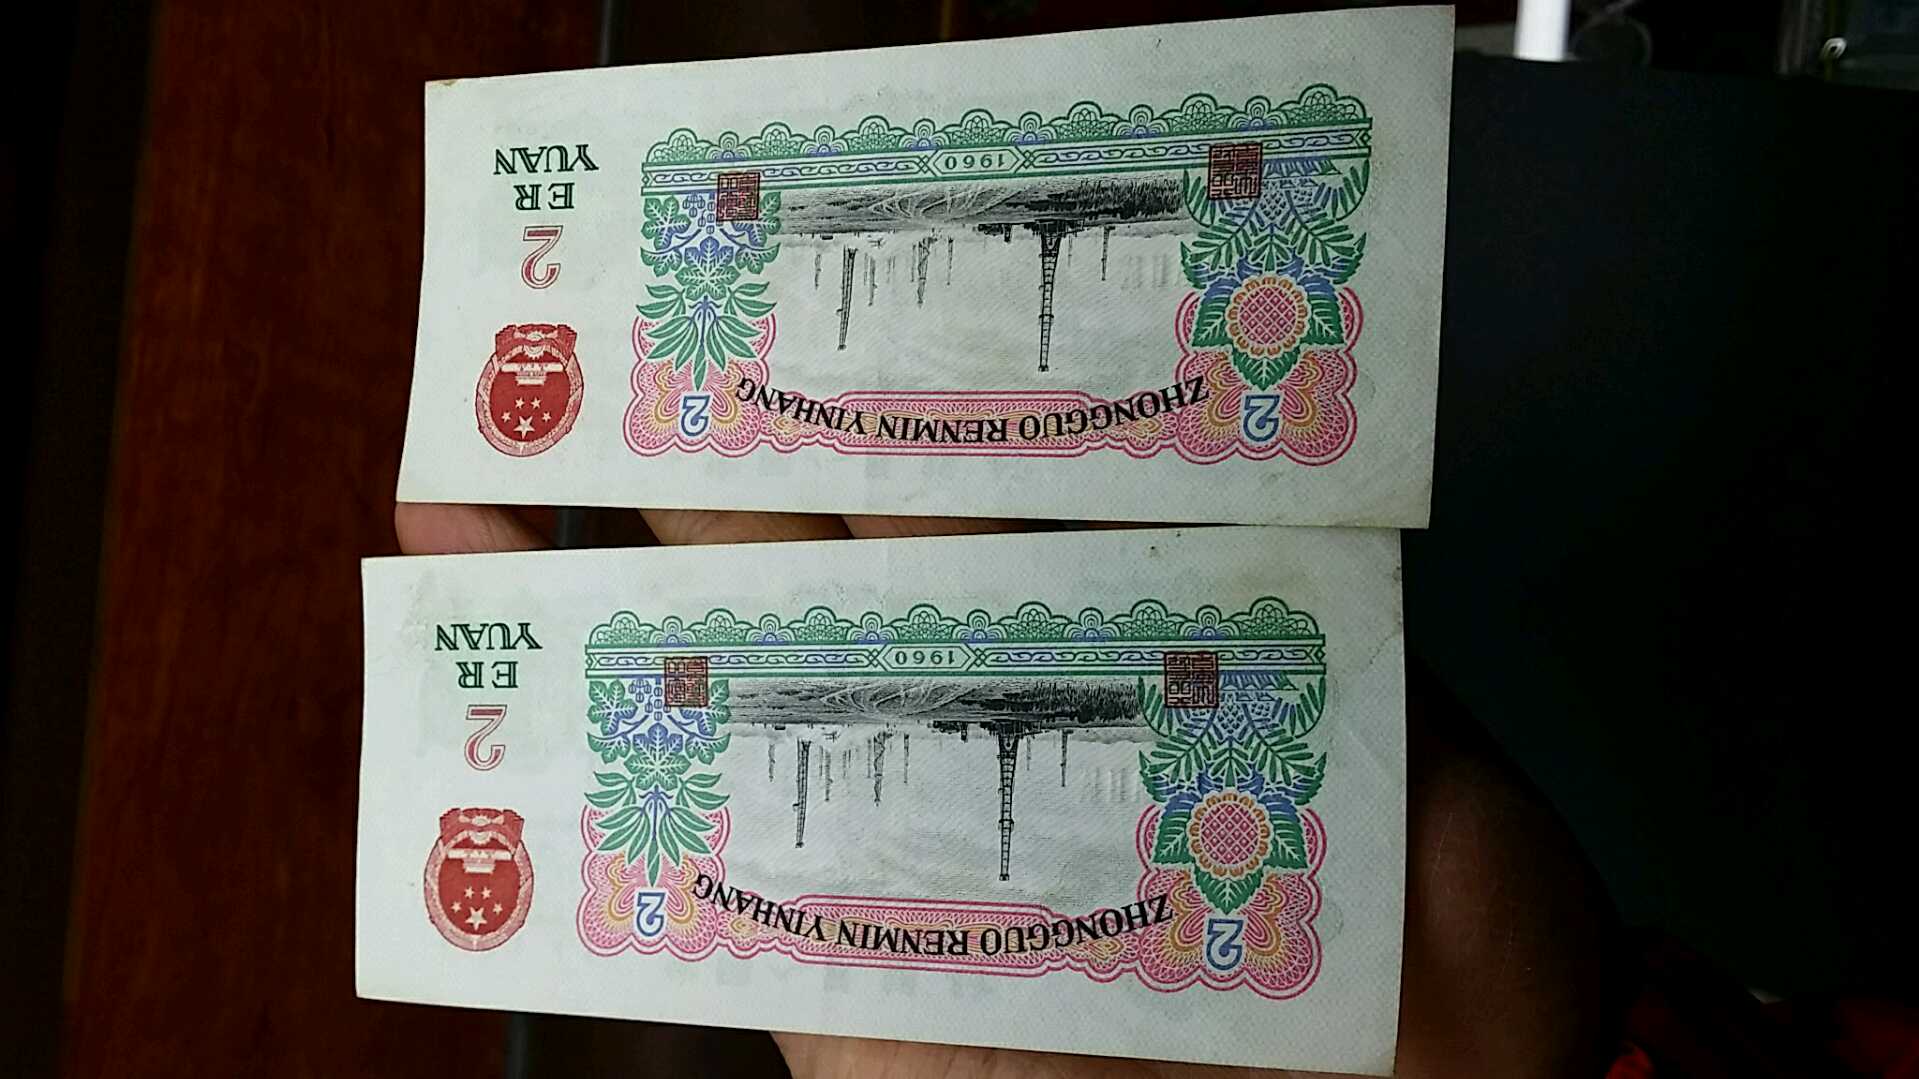 ZHONGGUO RENMIN YINHANG
2
2
1960
2
ER
YUAN
ZHONGGUO RENMIN YINHANG
2
2
1960
2
ER
YUAN